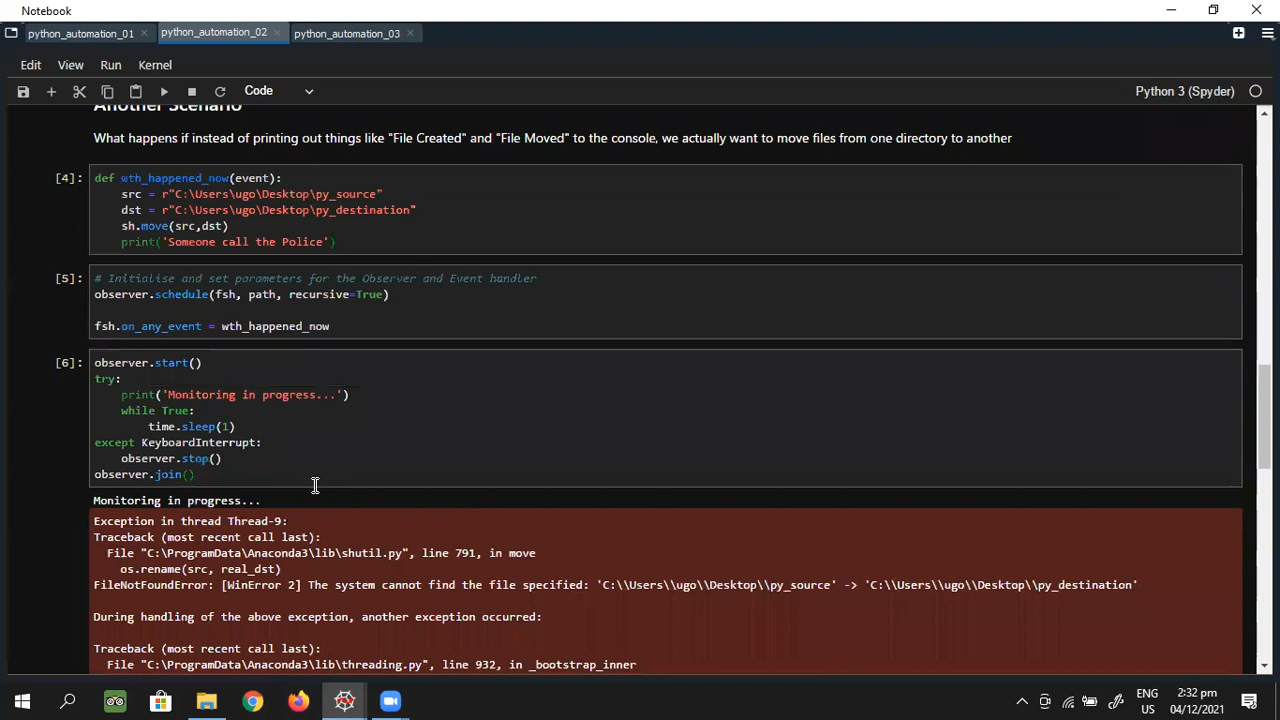 Notebook
python_automation_01
python_automation_02
python_automation_03
Edit View Run Kernel
Code
Python 3 (Spyder)
Another Scenario
What happens if instead of printing out things like "File Created" and "File Moved" to the console, we actually want to move files from one directory to another
[4]:
def wth_happened_now(event):
src = r"C:\Users\ugo\Desktop\py_source"
dst = r"C:\Users\ugo\Desktop\py_destination"
sh.move(src,dst)
print('Someone call the Police')
[5]:
# Initialise and set parameters for the Observer and Event handler
observer.schedule(fsh, path, recursive=True)
fsh.on_any_event = wth_happened_now
[6]:
observer.start()
try:
print('Monitoring in progress...')
while True:
time.sleep(1)
except KeyboardInterrupt:
observer.stop()
observer.join()
Monitoring in progress...
Exception in thread Thread-9:
Traceback (most recent call last):
File "C:\ProgramData\Anaconda3\lib\shutil.py", line 791, in move
os.rename(src, real_dst)
FileNotFoundError: [WinError 2] The system cannot find the file specified: 'C:\\Users\\ugo\\Desktop\\py_source' -> 'C:\\Users\\ugo\\Desktop\\py_destination'
During handling of the above exception, another exception occurred:
Traceback (most recent call last):
File "C:\ProgramData\Anaconda3\lib\threading.py", line 932, in _bootstrap_inner
ENG
US
2:32 pm
04/12/2021